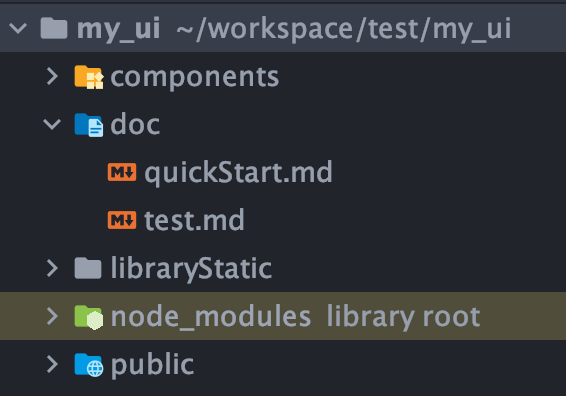 my_ui ~/workspace/test/my_ui
components
doc
quickStart.md
test.md
libraryStatic
node_modules library root
public